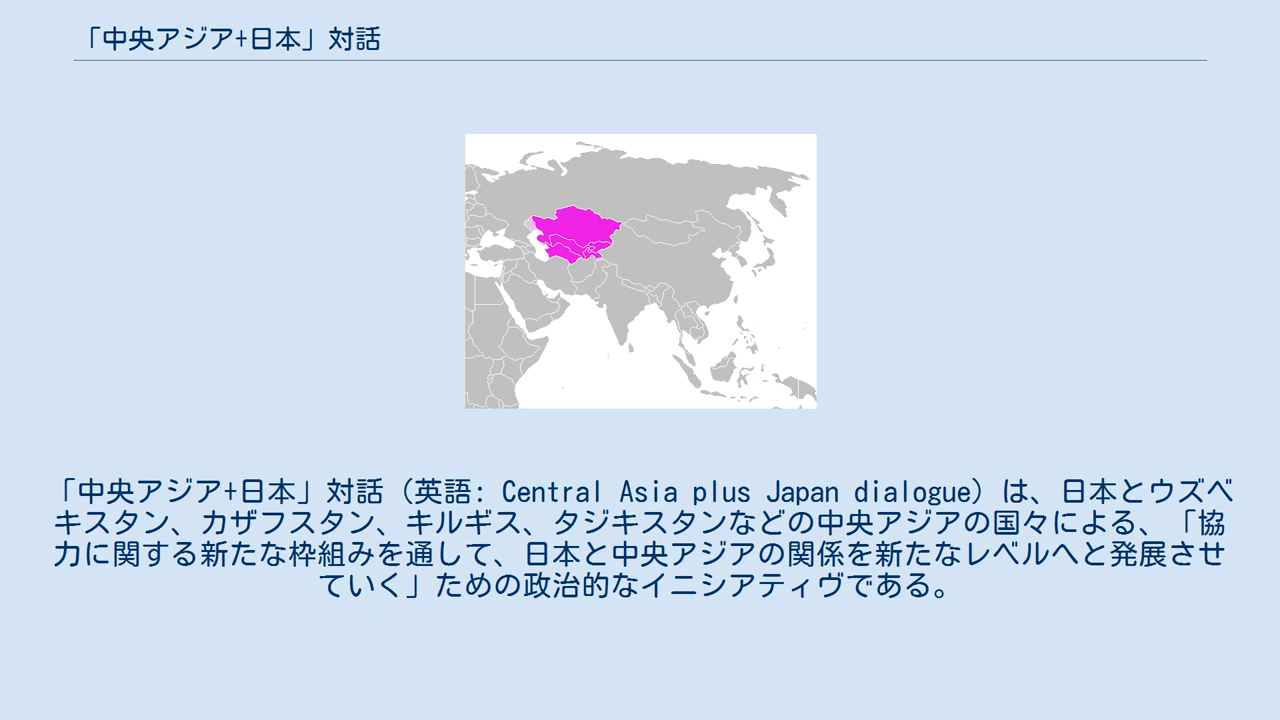 「中央アジア+日本」対話
「中央アジア+日本」対話（英語: Central Asia plus Japan dialogue）は、日本とウズベ
キスタン、カザフスタン、キルギス、タジキスタンなどの中央アジアの国々による、「協
力に関する新たな枠組みを通して、日本と中央アジアの関係を新たなレベルへと発展させ
ていく」ための政治的なイニシアティヴである。